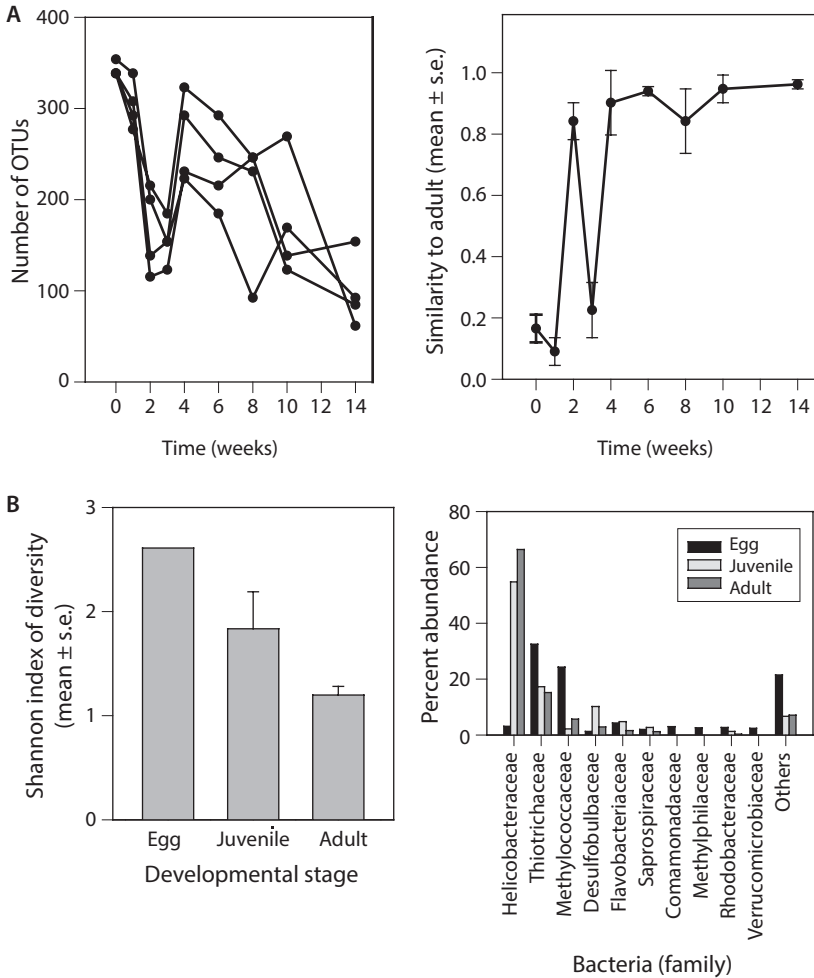 A
400
300
200
100
0
Number of OTUs
0 2 4 6 8 10 12 14
Time (weeks)
1.0
0.8
0.6
0.4
0.2
0.0
Similarity to adult (mean ± s.e.)
0 2 4 6 8 10 12 14
Time (weeks)
B
3
2
1
0
Shannon index of diversity
(mean ± s.e.)
Egg Juvenile Adult
Developmental stage
80
60
40
20
0
Percent abundance
Egg
Juvenile
Adult
Helicobacteraceae
Thiotrichaceae
Methylococcaceae
Desulfobulbaceae
Flavobacteriaceae
Saprospiraceae
Comamonadaceae
Methylphilaceae
Rhodobacteraceae
Verrucomicrobiaceae
Others
Bacteria (family)